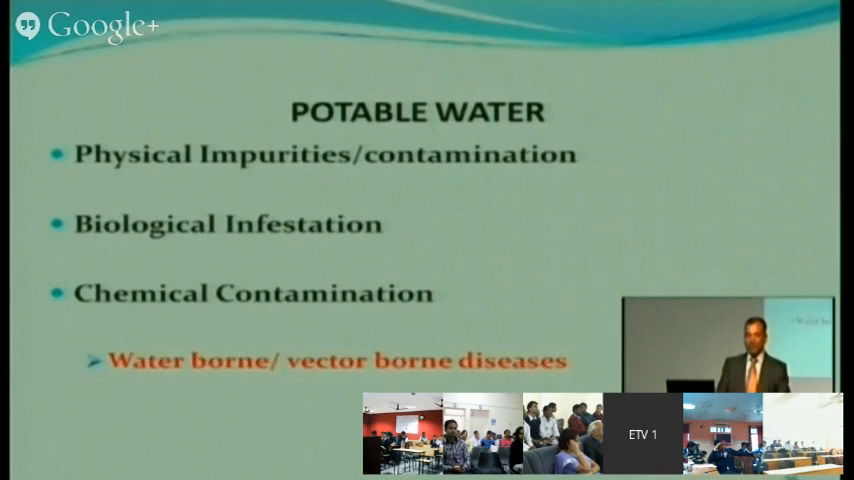 Google+
POTABLE WATER
Physical Impurities/contamination
Biological Infestation
Chemical Contamination
Water borne/ vector borne diseases
ETV 1